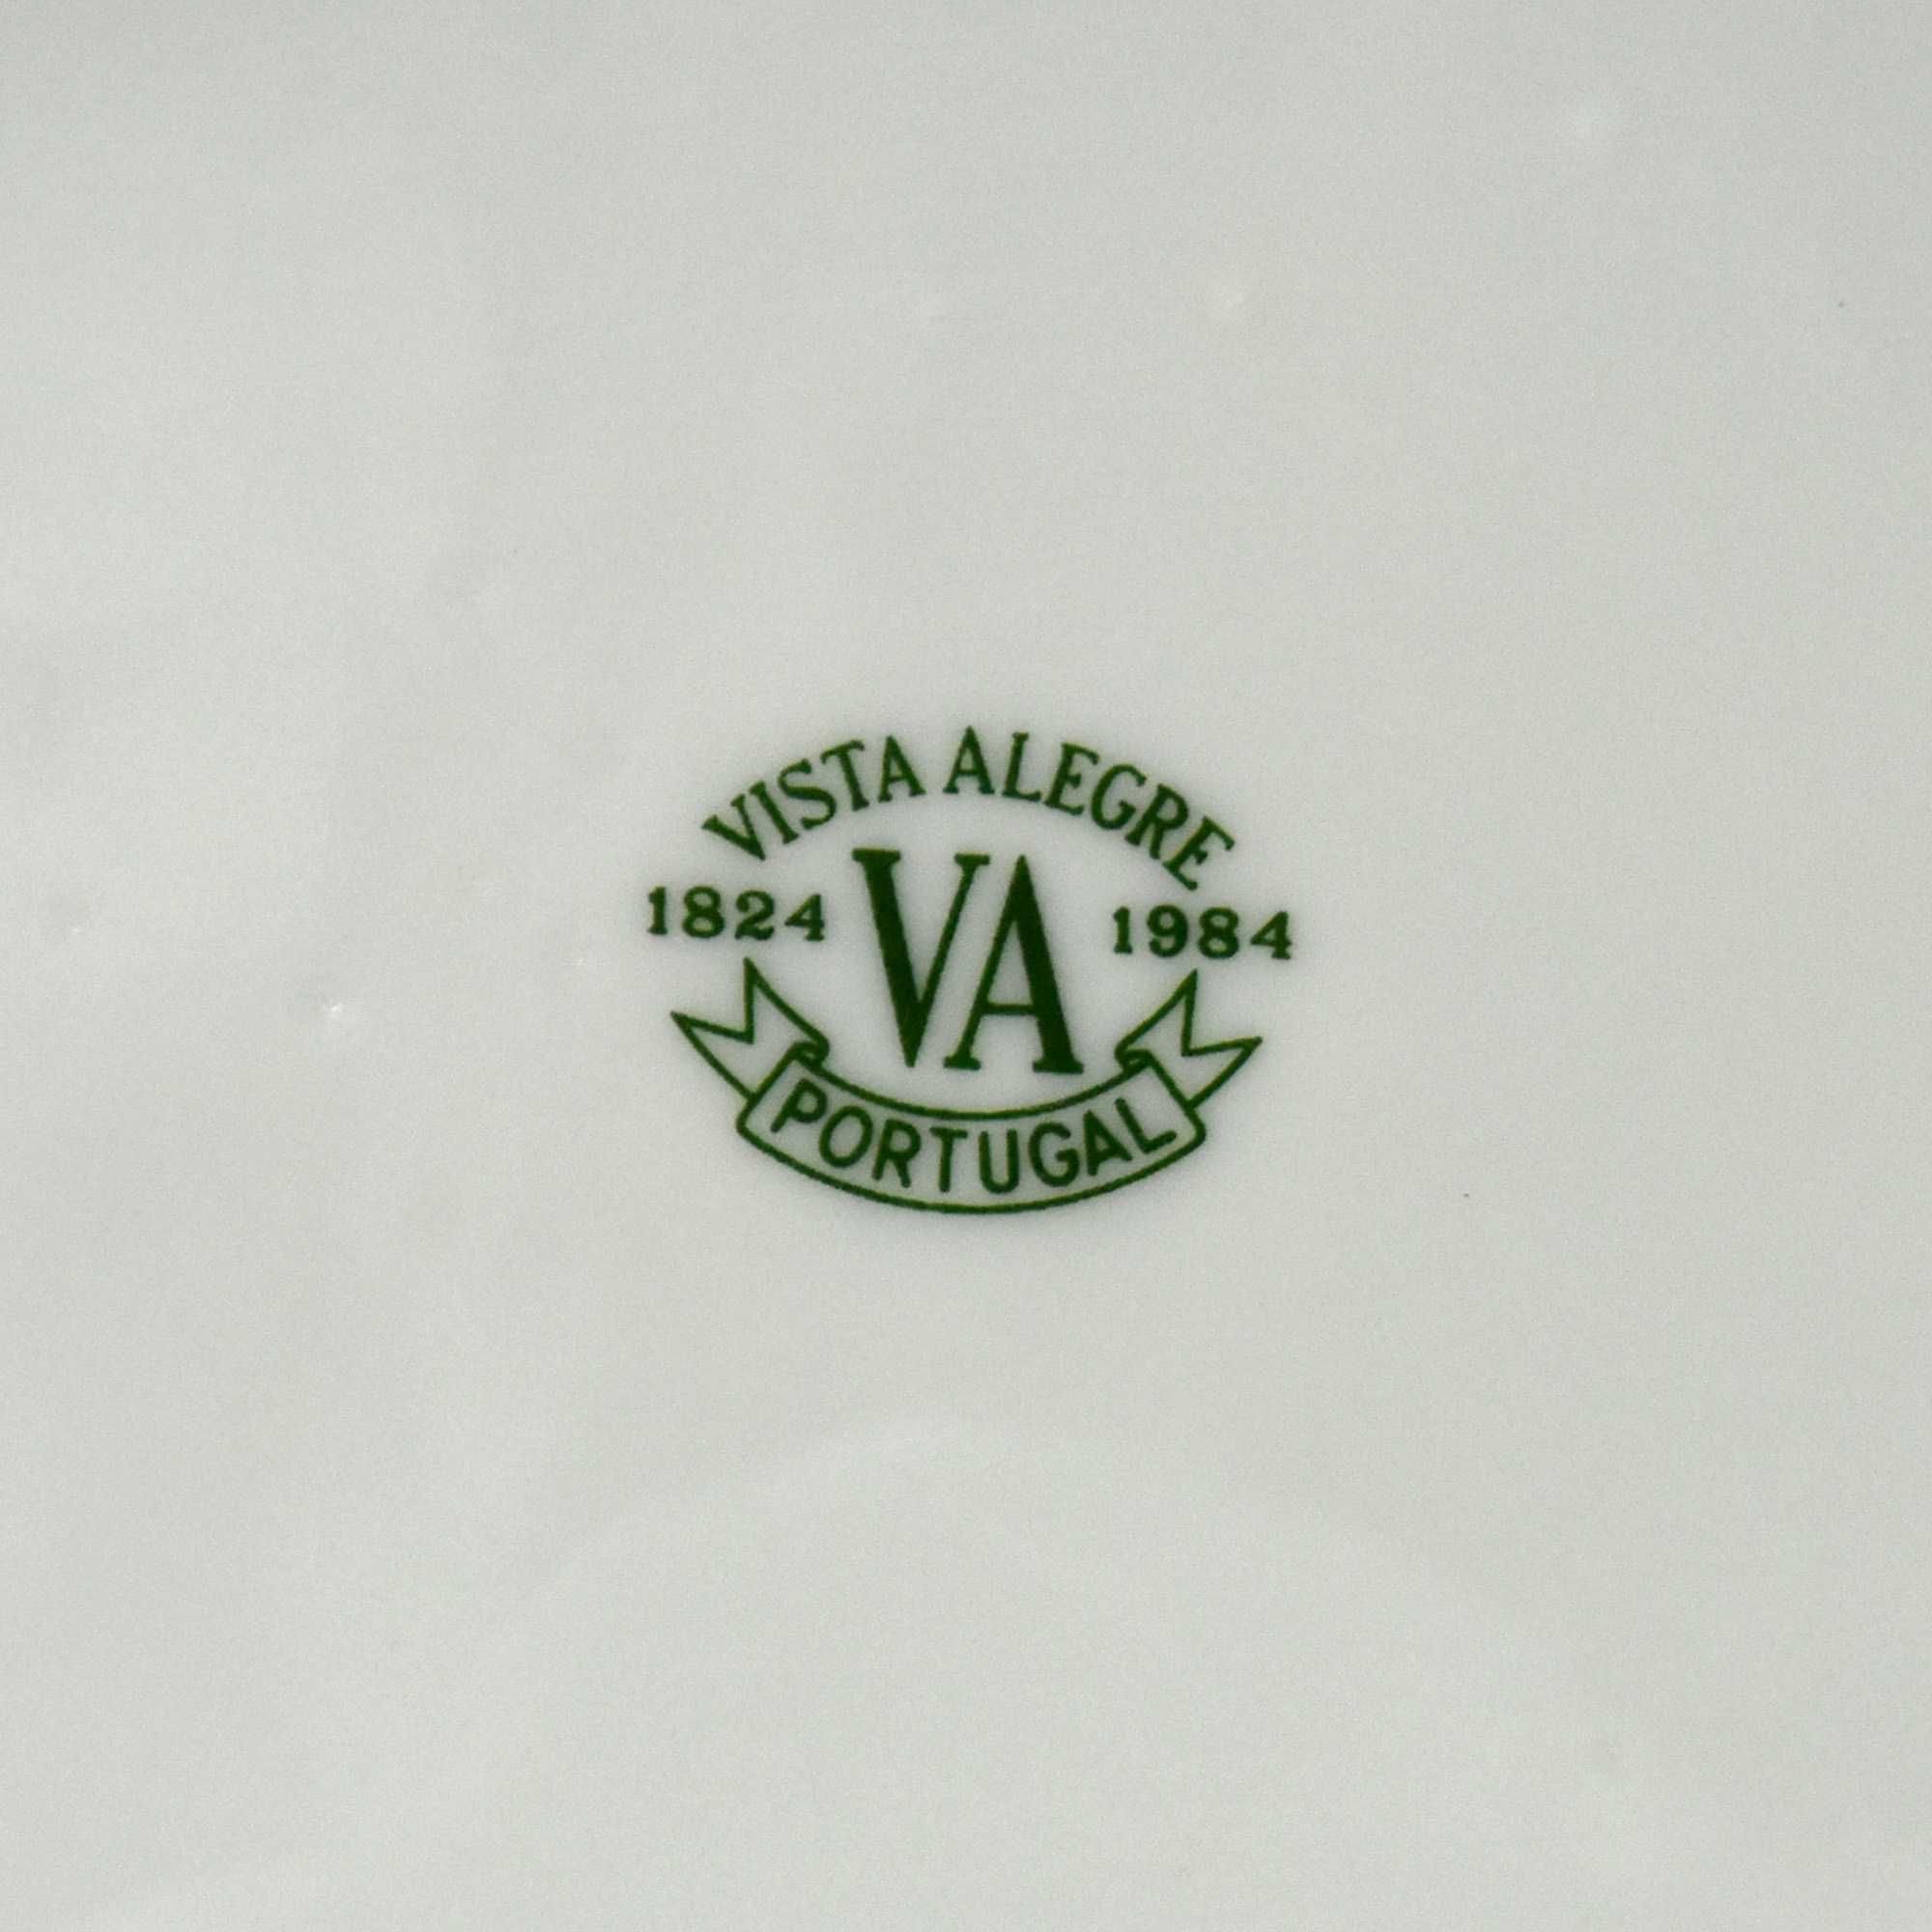 VISTA ALEGRE
1824 VA 1984
PORTUGAL